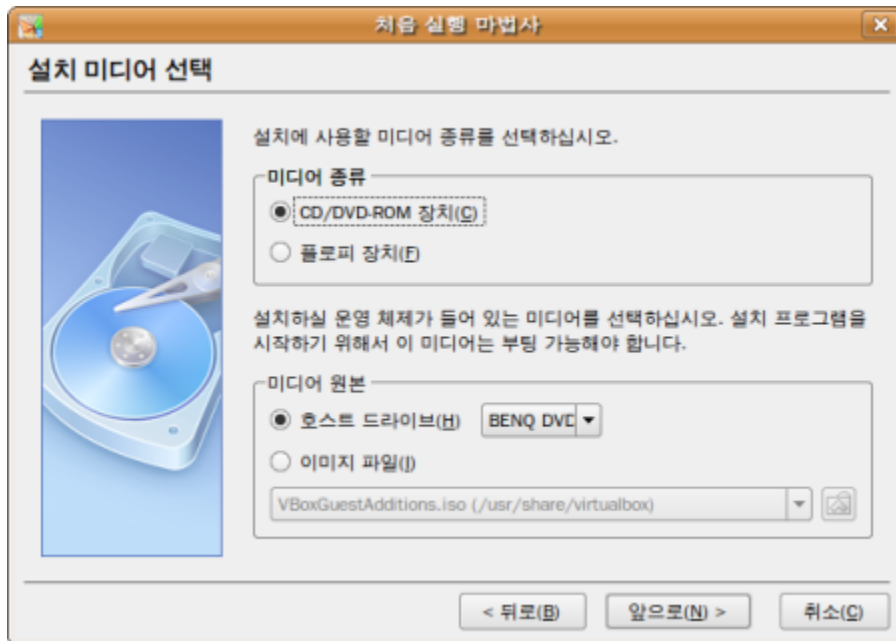 처음 실행 마법사
설치 미디어 선택
설치에 사용할 미디어 종류를 선택하십시오.
미디어 종류
CD/DVD-ROM 장치(C)
플로피 장치(F)
설치하실 운영 체제가 들어 있는 미디어를 선택하십시오. 설치 프로그램을
시작하기 위해서 이 미디어는 부팅 가능해야 합니다.
미디어 원본
호스트 드라이브(H) BENQ DVD
이미지 파일(I)
VBoxGuestAdditions.iso (/usr/share/virtualbox)
< 뒤로(B) 앞으로(N) > 취소(C)